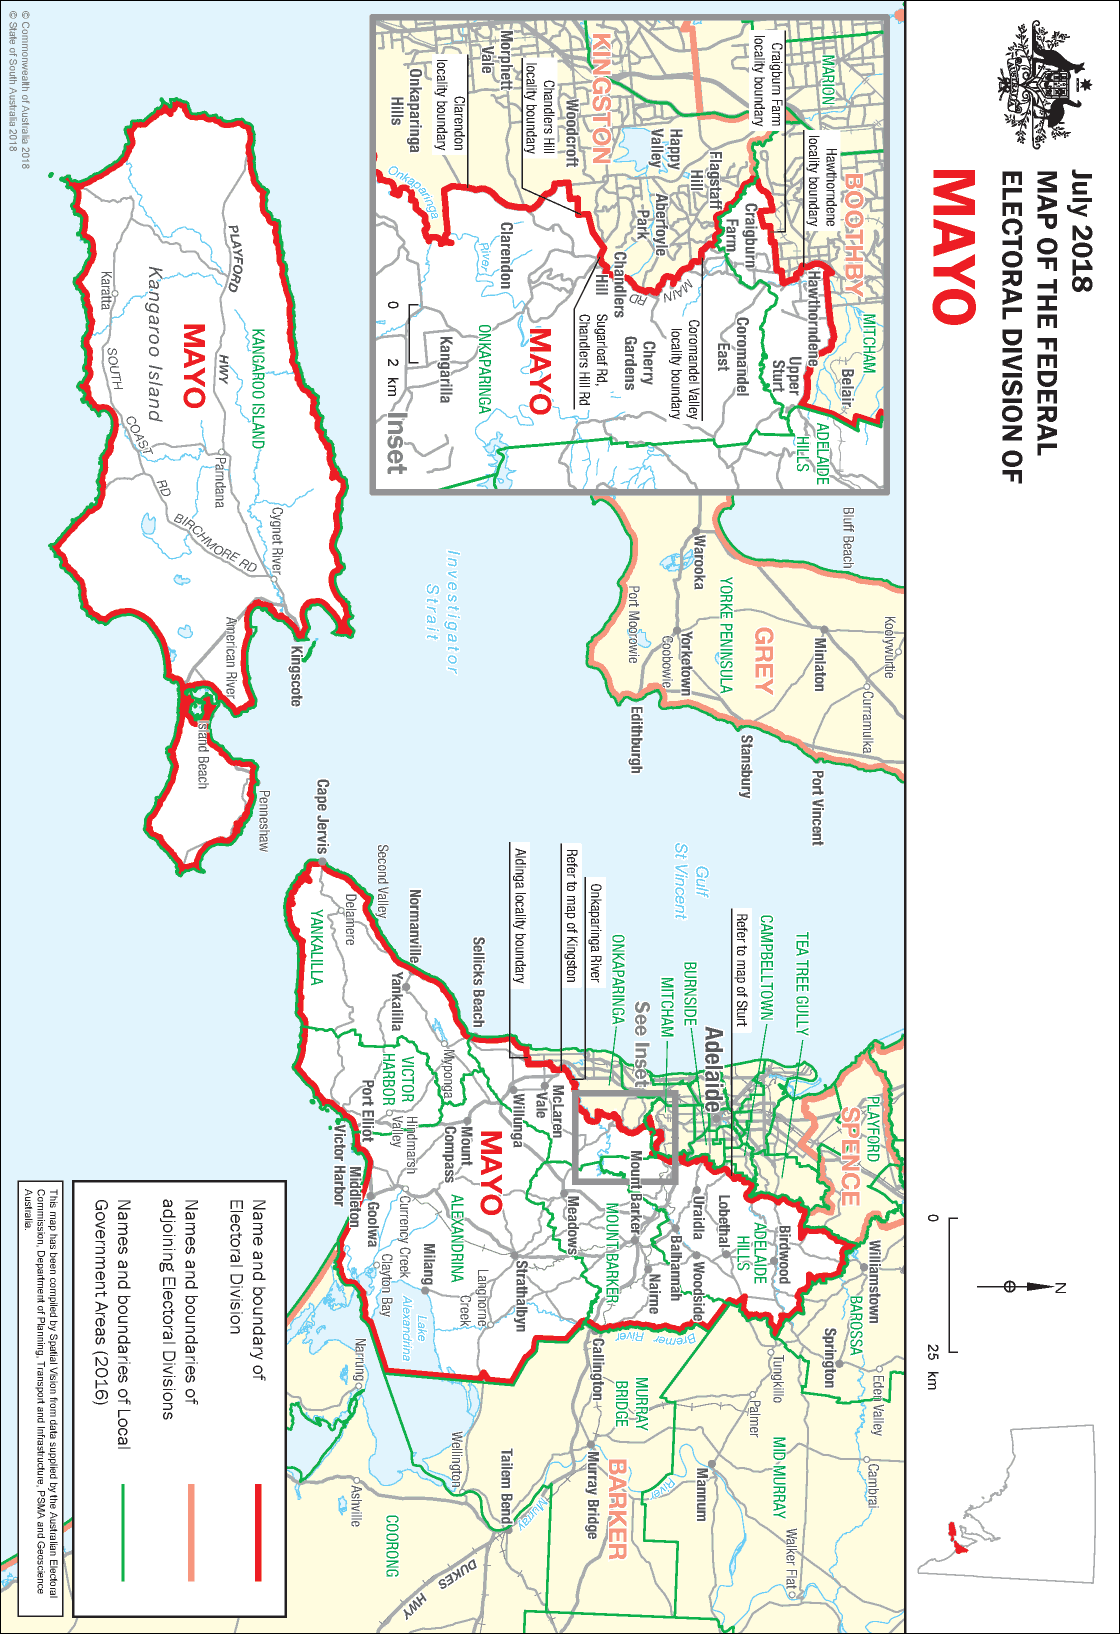 July 2018
MAP OF THE FEDERAL
ELECTORAL DIVISION OF
MAYO
N
0
25 km
MARION
Craigburn Farm
locality boundary
Hawthorndene
locality boundary
BOOTHBY
MITCHAM
KINGSTON
Happy
Valley
Flagstaff
Hill
Aberfoyle
Park
Craigburn
Farm
Hawthorndene
Belair
Upper
Sturt
ADELAIDE
HILLS
Coromandel
East
Coromandel Valley
locality boundary
MAIN
RD
Morphett
Vale
Woodcroft
Chandlers Hill
locality boundary
Clarendon
locality boundary
Onkaparinga
Hills
Onkaparinga
River
Clarendon
Chandlers
Hill
Cherry
Gardens
Sugarloaf Rd,
Chandlers Hill Rd
MAYO
ONKAPARINGA
Kangarilla
0
2 km
Inset
Bluff Beach
Koolywurtie
Curramulka
Minlaton
Port Vincent
GREY
YORKE PENINSULA
Warooka
Yorketown
Coobowie
Port Moorowie
Edithburgh
Stansbury
Investigator
Strait
Gulf
St Vincent
PLAYFORD
HWY
KANGAROO ISLAND
Kangaroo Island
MAYO
Karatta
SOUTH
COAST
RD
Parndana
Cygnet River
BIRCHMORE RD
American River
Kingscote
Island Beach
Penneshaw
Cape Jervis
Delamere
Second Valley
Normanville
Yankalilla
YANKALILLA
Sellicks Beach
Aldinga locality boundary
Refer to map of Kingston
Onkaparinga River
ONKAPARINGA
See Inset
MITCHAM
BURNSIDE
Adelaide
Refer to map of Sturt
CAMPBELLTOWN
TEA TREE GULLY
PLAYFORD
SPENCE
Williamstown
BAROSSA
Springton
Eden Valley
Cambrai
Birdwood
ADELAIDE
HILLS
Lobethal
Uraidla
Woodside
Balhannah
Nairne
Mount Barker
MOUNT BARKER
Meadows
McLaren
Vale
Willunga
Myponga
MAYO
Mount
Compass
VICTOR
HARBOR
Hindmarsh
Valley
Port Elliot
Victor Harbor
Middleton
Goolwa
Currency Creek
Clayton Bay
ALEXANDRINA
Milang
Lake
Alexandrina
Langhorne
Creek
Strathalbyn
Bremer River
Callington
MURRAY
BRIDGE
Murray Bridge
BARKER
Tungkillo
Palmer
MID-MURRAY
Mannum
River
Murray
Walker Flat
Tailem Bend
Wellington
Narrung
Ashville
COORONG
DUKES
HWY
Name and boundary of
Electoral Division
Names and boundaries of
adjoining Electoral Divisions
Names and boundaries of Local
Government Areas (2016)
This map has been compiled by Spatial Vision from data supplied by the Australian Electoral
Commission, Department of Planning, Transport and Infrastructure, PSMA and Geoscience
Australia.
© Commonwealth of Australia 2018
© State of South Australia 2018